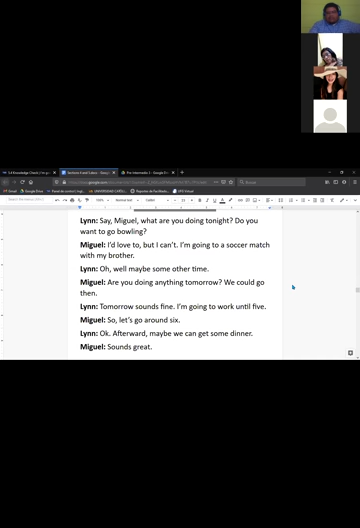 Lynn: Say, Miguel, what are you doing tonight? Do you
want to go bowling?
Miguel: I'd love to, but I can't. I'm going to a soccer match
with my brother.
Lynn: Oh, well maybe some other time.
Miguel: Are you doing anything tomorrow? We could go
then.
Lynn: Tomorrow sounds fine. I'm going to work until five.
Miguel: So, let's go around six.
Lynn: Ok. Afterward, maybe we can get some dinner.
Miguel: Sounds great.